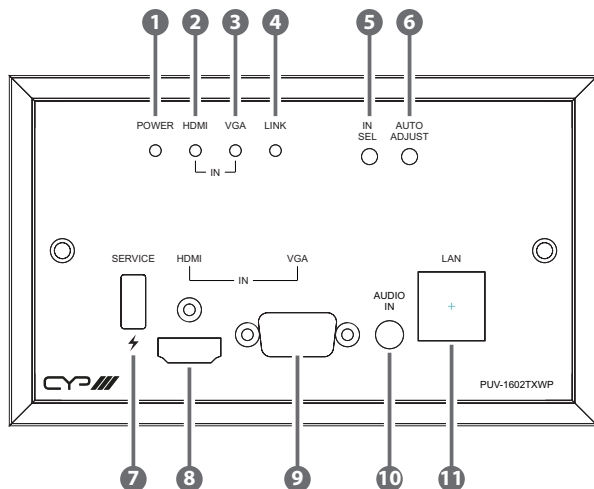 1 2 3 4 5 6
POWER HDMI VGA LINK IN SEL AUTO ADJUST
IN
SERVICE HDMI VGA LAN
IN
AUDIO IN
CYP
PUV-1602TXWP
7 8 9 10 11